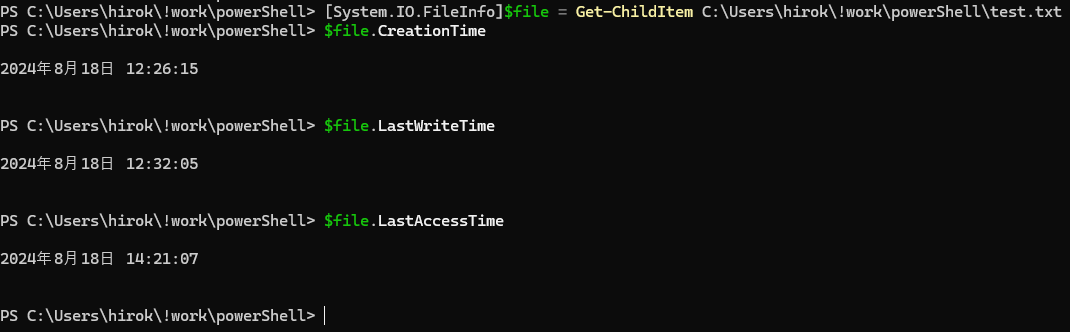 PS C:\Users\hirok\!work\powerShell> [System.IO.FileInfo]$file = Get-ChildItem C:\Users\hirok\!work\powerShell\test.txt
PS C:\Users\hirok\!work\powerShell> $file.CreationTime
2024年8月18日 12:26:15
PS C:\Users\hirok\!work\powerShell> $file.LastWriteTime
2024年8月18日 12:32:05
PS C:\Users\hirok\!work\powerShell> $file.LastAccessTime
2024年8月18日 14:21:07
PS C:\Users\hirok\!work\powerShell>